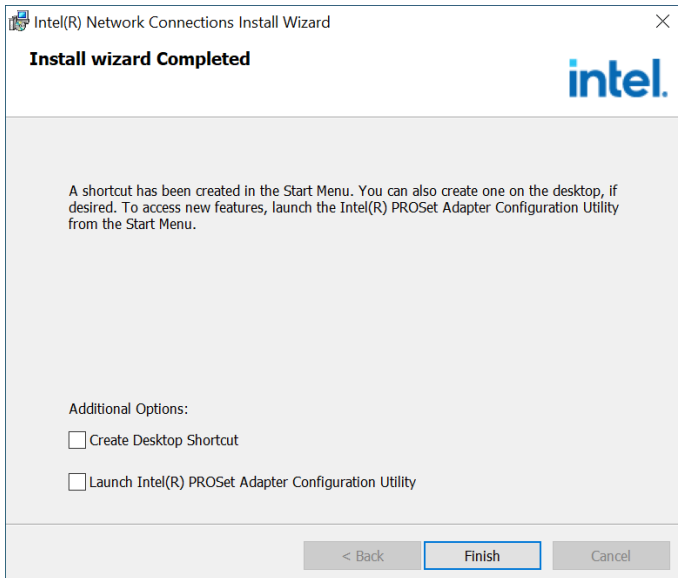 Intel(R) Network Connections Install Wizard
Install wizard Completed
intel.
A shortcut has been created in the Start Menu. You can also create one on the desktop, if
desired. To access new features, launch the Intel(R) PROSet Adapter Configuration Utility
from the Start Menu.
Additional Options:
Create Desktop Shortcut
Launch Intel(R) PROSet Adapter Configuration Utility
< Back Finish Cancel